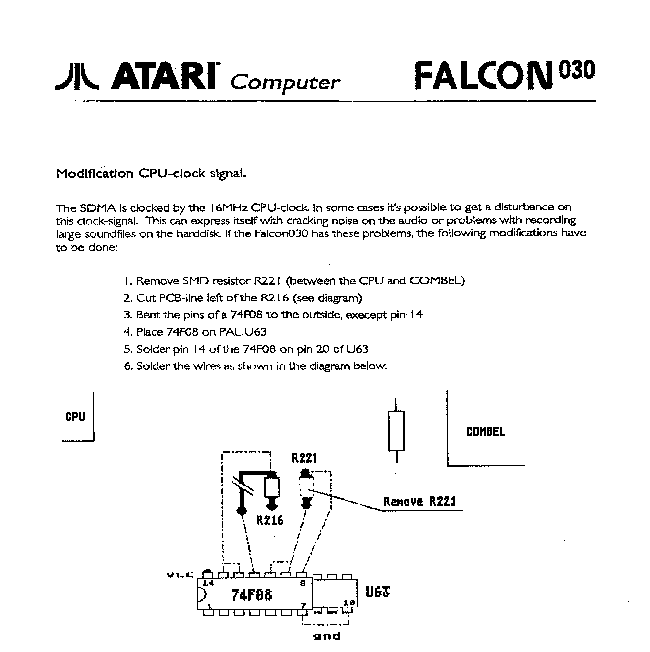 ATARI Computer FALCON030
Modification CPU-clock signal.
The SDMA is clocked by the 16MHz CPU-clock. In some cases it's possible to get a disturbance on
this clock-signal. This can express itself with cracking noise on the audio or problems with recording
large soundfiles on the harddisk. If the Falcon030 has these problems, the following modifications have
to be done:
1. Remove SMD resistor R221 (between the CPU and COMBEL)
2. Cut PCB-line left of the R216 (see diagram)
3. Bent the pins of a 74F08 to the outside, execept pin 14
4. Place 74F08 on PAL U63
5. Solder pin 14 of the 74F08 on pin 20 of U63
6. Solder the wires as shown in the diagram below.
CPU
COMBEL
R221
Remove R221
R216
VCC
14
8
74F08
U63
1
7
10
gnd